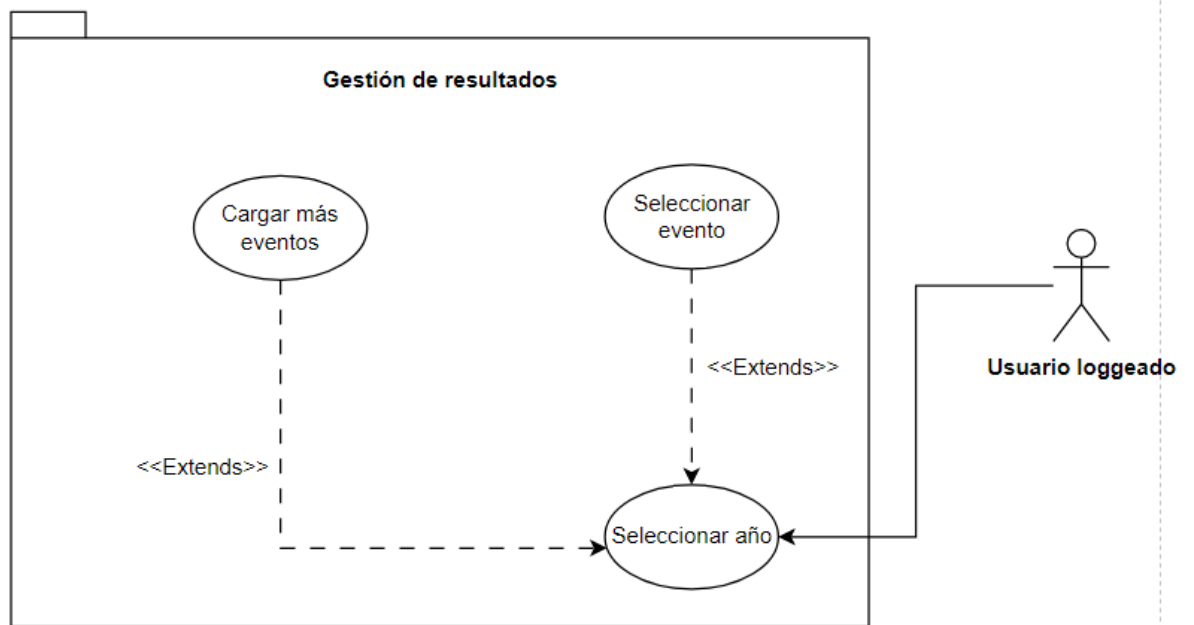 Gestión de resultados
Cargar más
eventos
Seleccionar
evento
<<Extends>>
Usuario loggeado
<<Extends>>
Seleccionar año